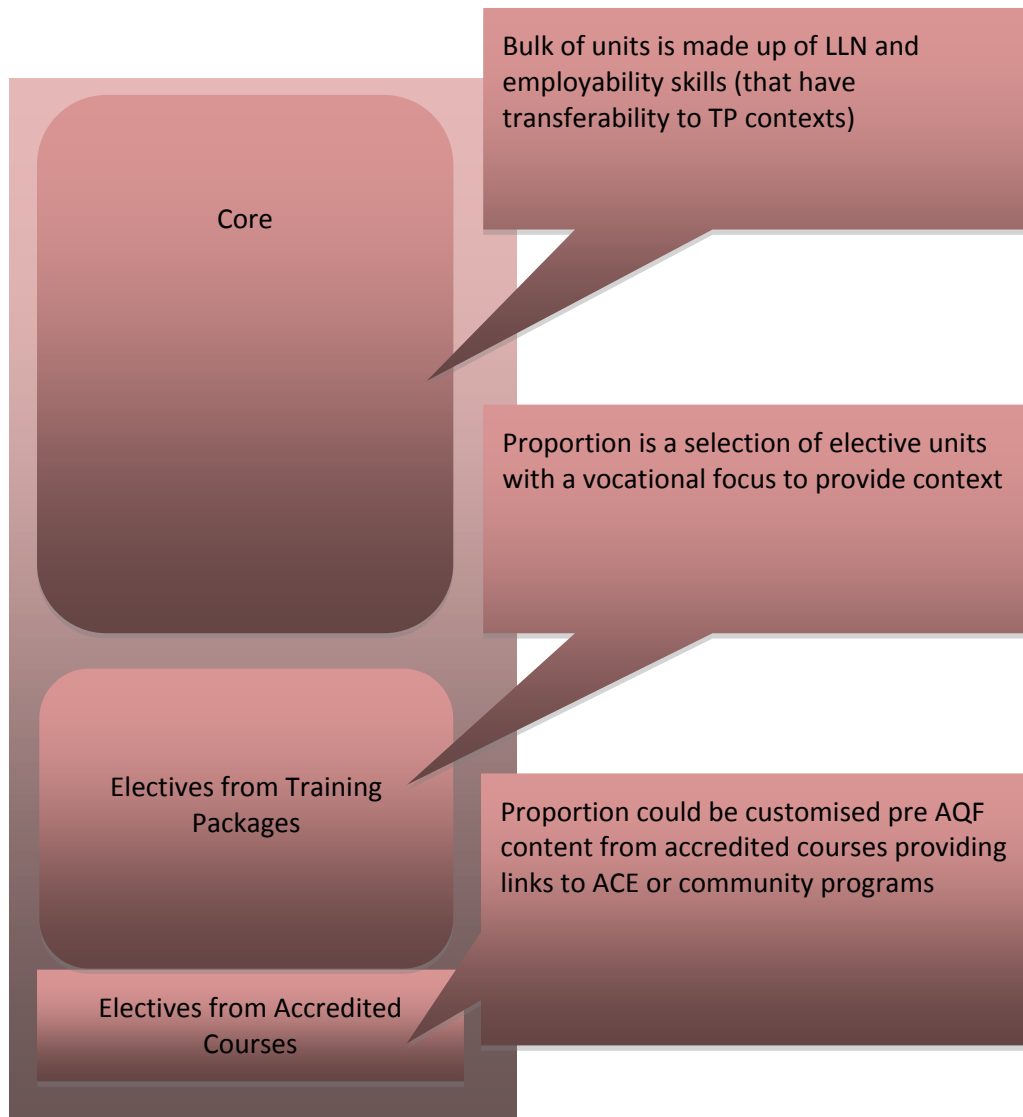 Bulk of units is made up of LLN and
employability skills (that have
transferability to TP contexts)
Core
Proportion is a selection of elective units
with a vocational focus to provide context
Electives from Training
Packages
Proportion could be customised pre AQF
content from accredited courses providing
links to ACE or community programs
Electives from Accredited
Courses